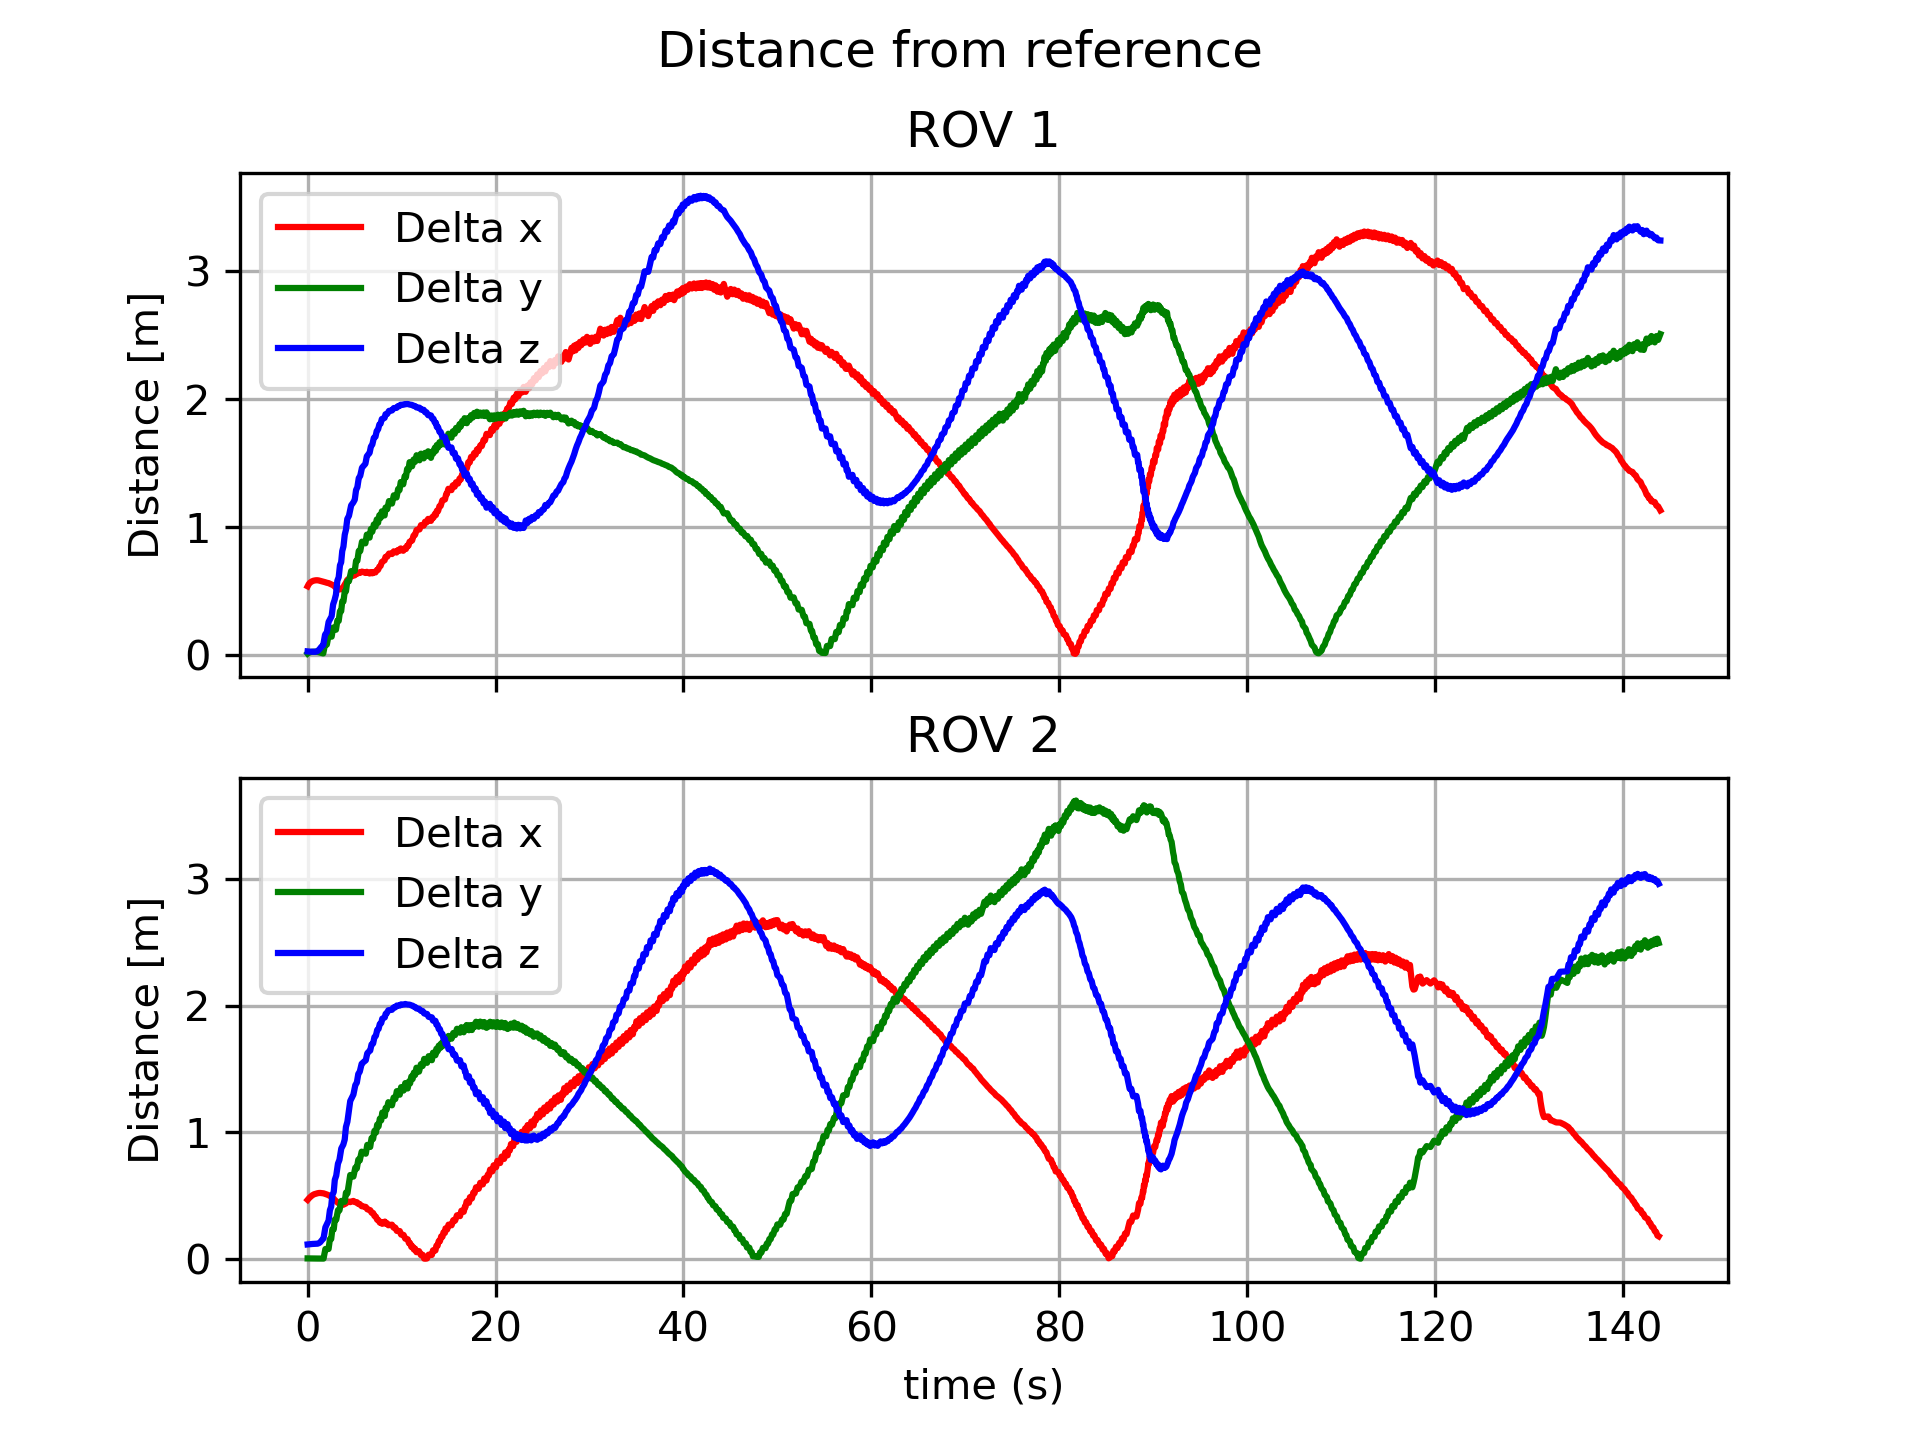 Distance from reference
ROV 1
Delta x
Delta y
Delta z
Distance [m]
3
2
1
0
ROV 2
Delta x
Delta y
Delta z
Distance [m]
3
2
1
0
0 20 40 60 80 100 120 140
time (s)